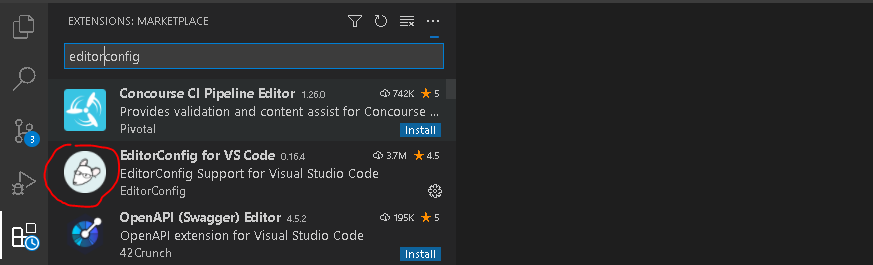 EXTENSIONS: MARKETPLACE
editorconfig
Concourse CI Pipeline Editor 1.26.0 742K 5
Provides validation and content assist for Concourse ...
Pivotal Install
EditorConfig for VS Code 0.16.4 3.7M 4.5
EditorConfig Support for Visual Studio Code
3
EditorConfig
OpenAPI (Swagger) Editor 4.5.2 195K 5
OpenAPI extension for Visual Studio Code
42Crunch Install